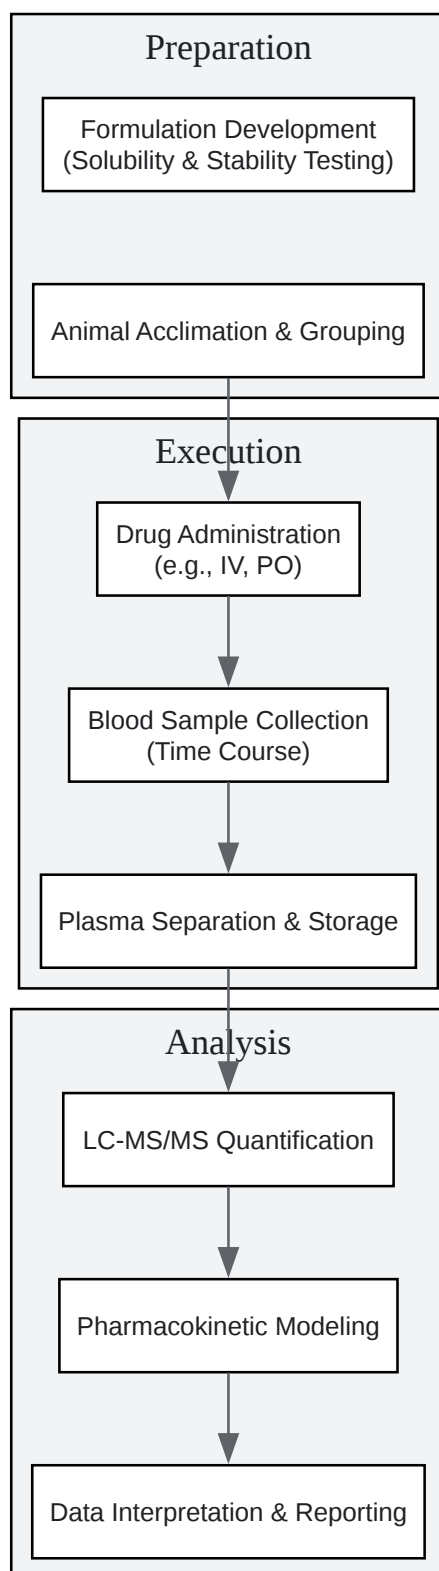 Preparation
Formulation Development
(Solubility & Stability Testing)
Animal Acclimation & Grouping
Execution
Drug Administration
(e.g., IV, PO)
Blood Sample Collection
(Time Course)
Plasma Separation & Storage
Analysis
LC-MS/MS Quantification
Pharmacokinetic Modeling
Data Interpretation & Reporting